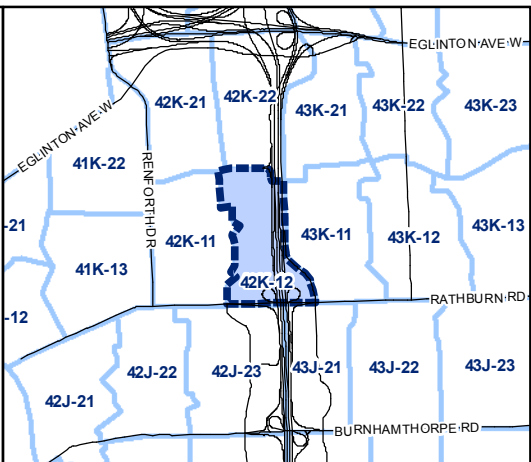 EGLINTON AVE W
42K-21
42K-22
43K-21
43K-22
43K-23
EGLINTON AVE W
41K-22
RENFORTH DR
-21
42K-11
43K-11
43K-12
43K-13
41K-13
42K-12
RATHBURN RD
-12
42J-22
42J-23
43J-21
43J-22
43J-23
42J-21
BURNHAMTHORPE RD